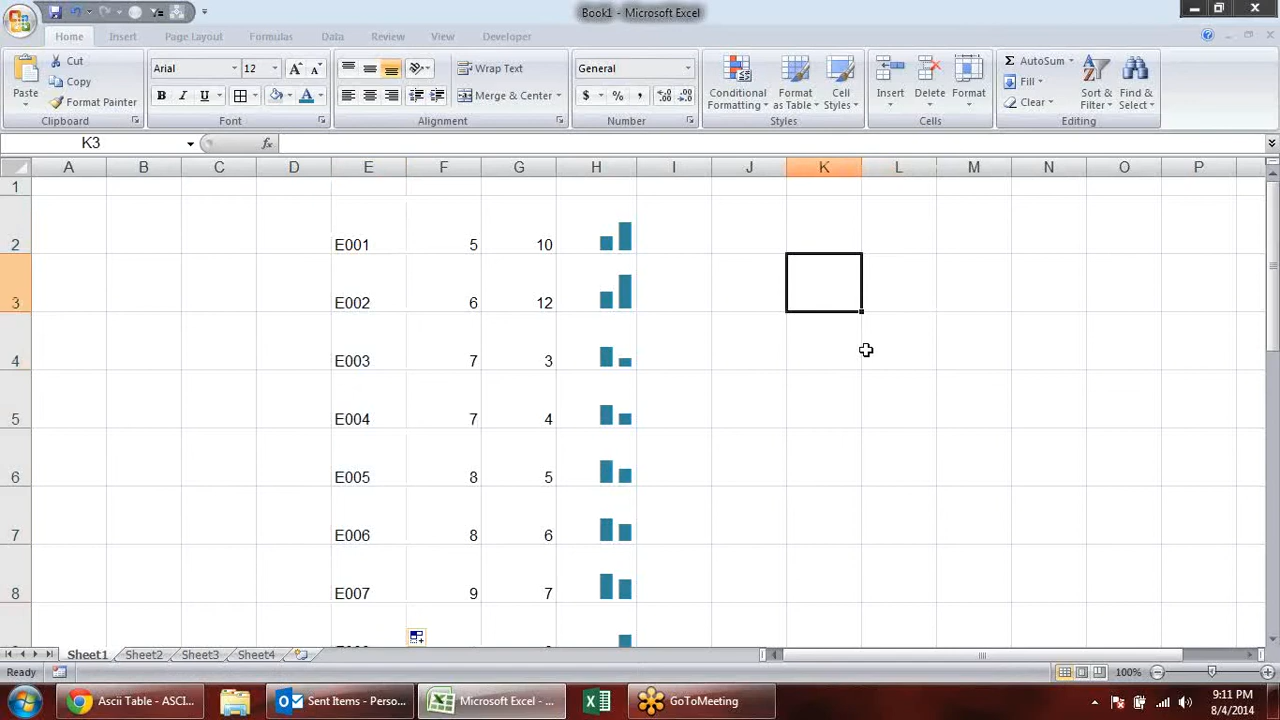 Book1 - Microsoft Excel
Home Insert Page Layout Formulas Data Review View Developer
Paste
Cut
Copy
Format Painter
Clipboard
Arial 12
B I U
Font
Wrap Text
Merge & Center
Alignment
General
$ % ,
Number
Conditional Formatting
Format as Table
Cell Styles
Styles
Insert
Delete
Format
Cells
AutoSum
Fill
Clear
Sort & Filter
Find & Select
Editing
K3
fx
A B C D E F G H I J K L M N O P
1
2 E001 5 10
3 E002 6 12
4 E003 7 3
5 E004 7 4
6 E005 8 5
7 E006 8 6
8 E007 9 7
Sheet1 Sheet2 Sheet3 Sheet4
Ready
100%
Ascii Table - ASCI...
Sent Items - Perso...
Microsoft Excel - ...
GoToMeeting
9:11 PM
8/4/2014